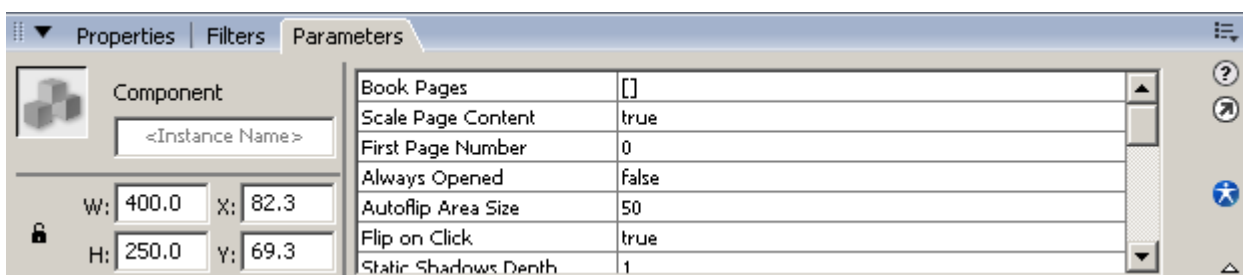 Properties | Filters | Parameters
Component
<Instance Name>
W: 400.0 X: 82.3
H: 250.0 Y: 69.3
Book Pages []
Scale Page Content true
First Page Number 0
Always Opened false
Autoflip Area Size 50
Flip on Click true
Static Shadows Depth 1